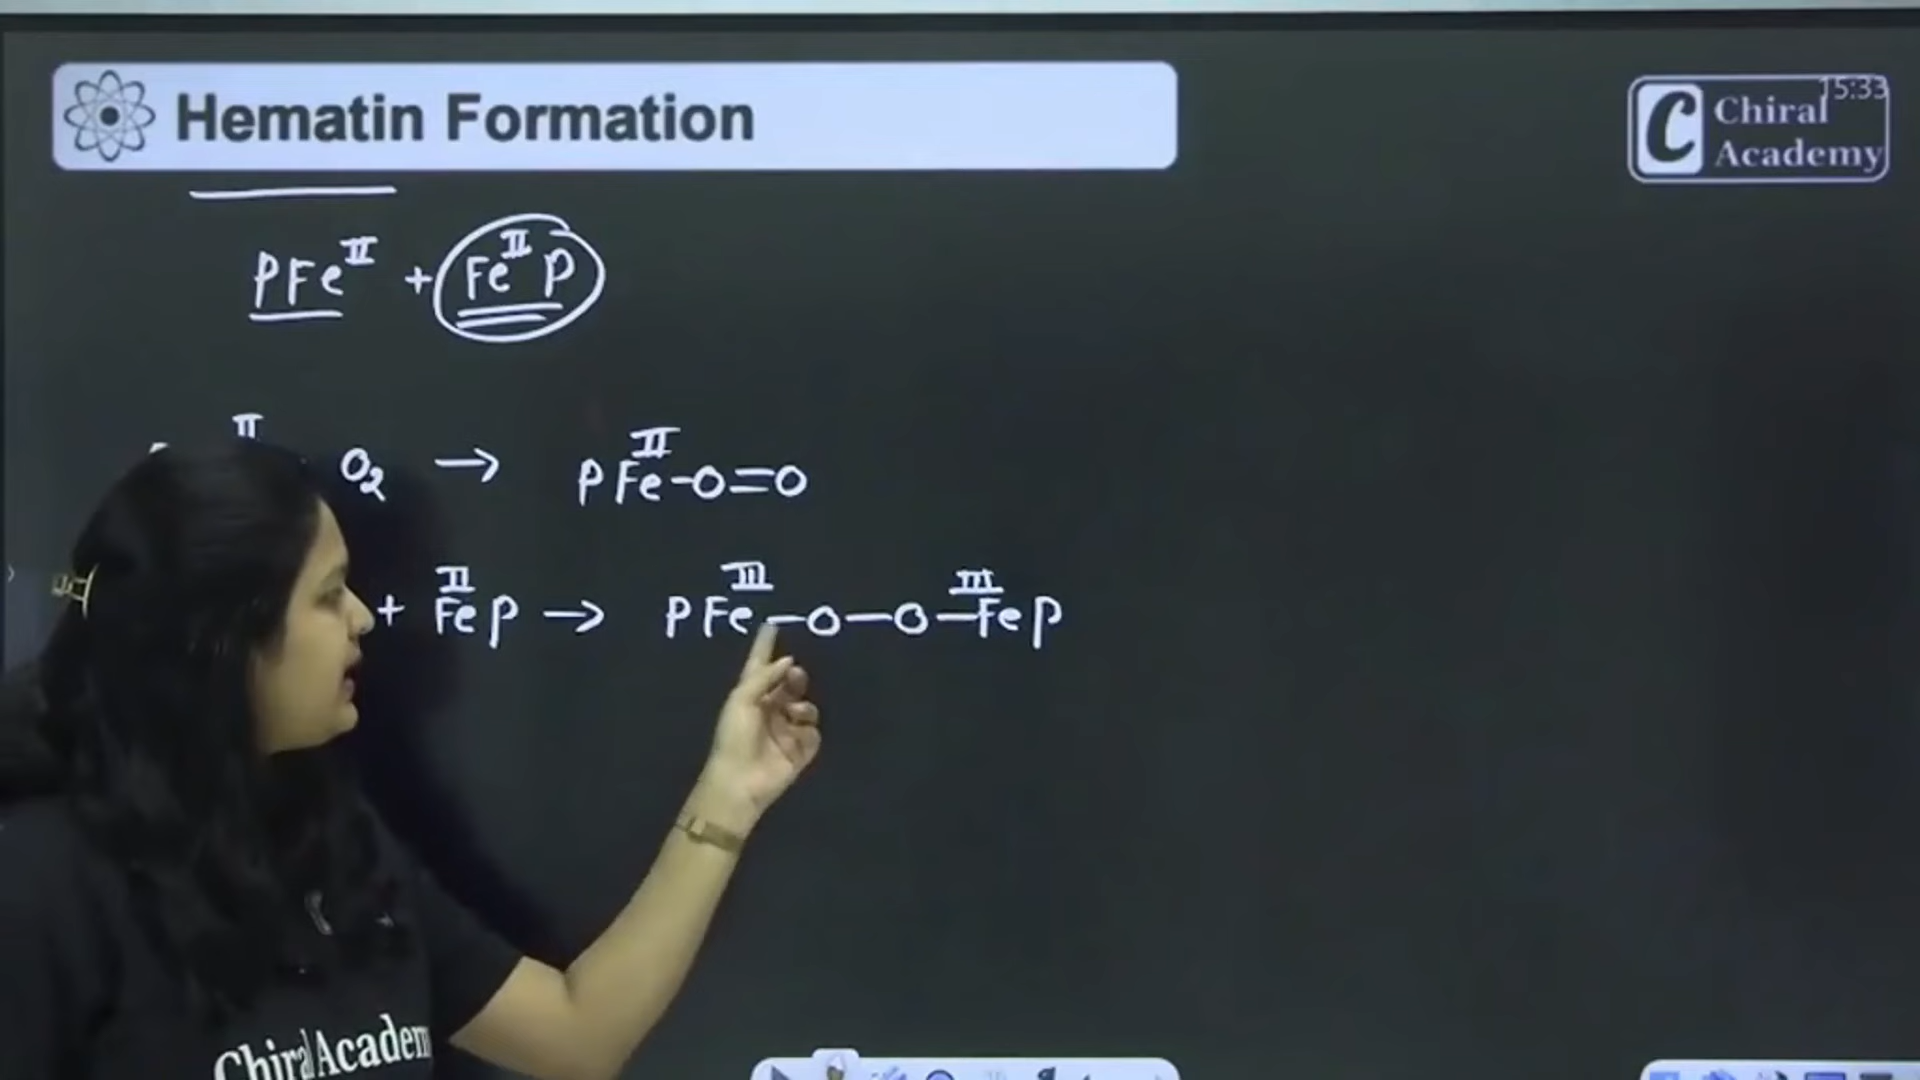 Hematin Formation
15:33
C Chiral
Academy
PFe^II + Fe^II P
II
O₂ → PFe^II-O=O
+ Fe^II P → PFe^III-O-O-Fe^III P
Chiral Academ